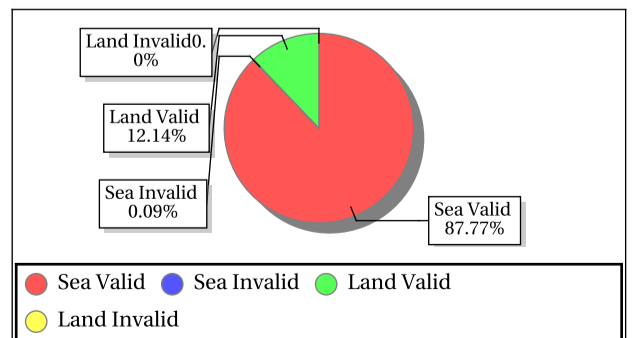 Land Invalid0.
0%
Land Valid
12.14%
Sea Invalid
0.09%
Sea Valid
87.77%
Sea Valid
Sea Invalid
Land Valid
Land Invalid